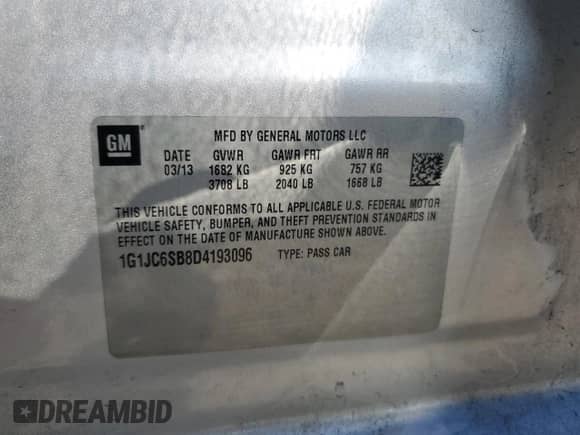 GM
MFD BY GENERAL MOTORS LLC
DATE GVWR GAWR FRT GAWR RR
03/13 1682 KG 925 KG 757 KG
3708 LB 2040 LB 1668 LB
THIS VEHICLE CONFORMS TO ALL APPLICABLE U.S. FEDERAL MOTOR
VEHICLE SAFETY, BUMPER, AND THEFT PREVENTION STANDARDS IN
EFFECT ON THE DATE OF MANUFACTURE SHOWN ABOVE.
1G1JC6SB8D4193096 TYPE: PASS CAR
DREAMBID